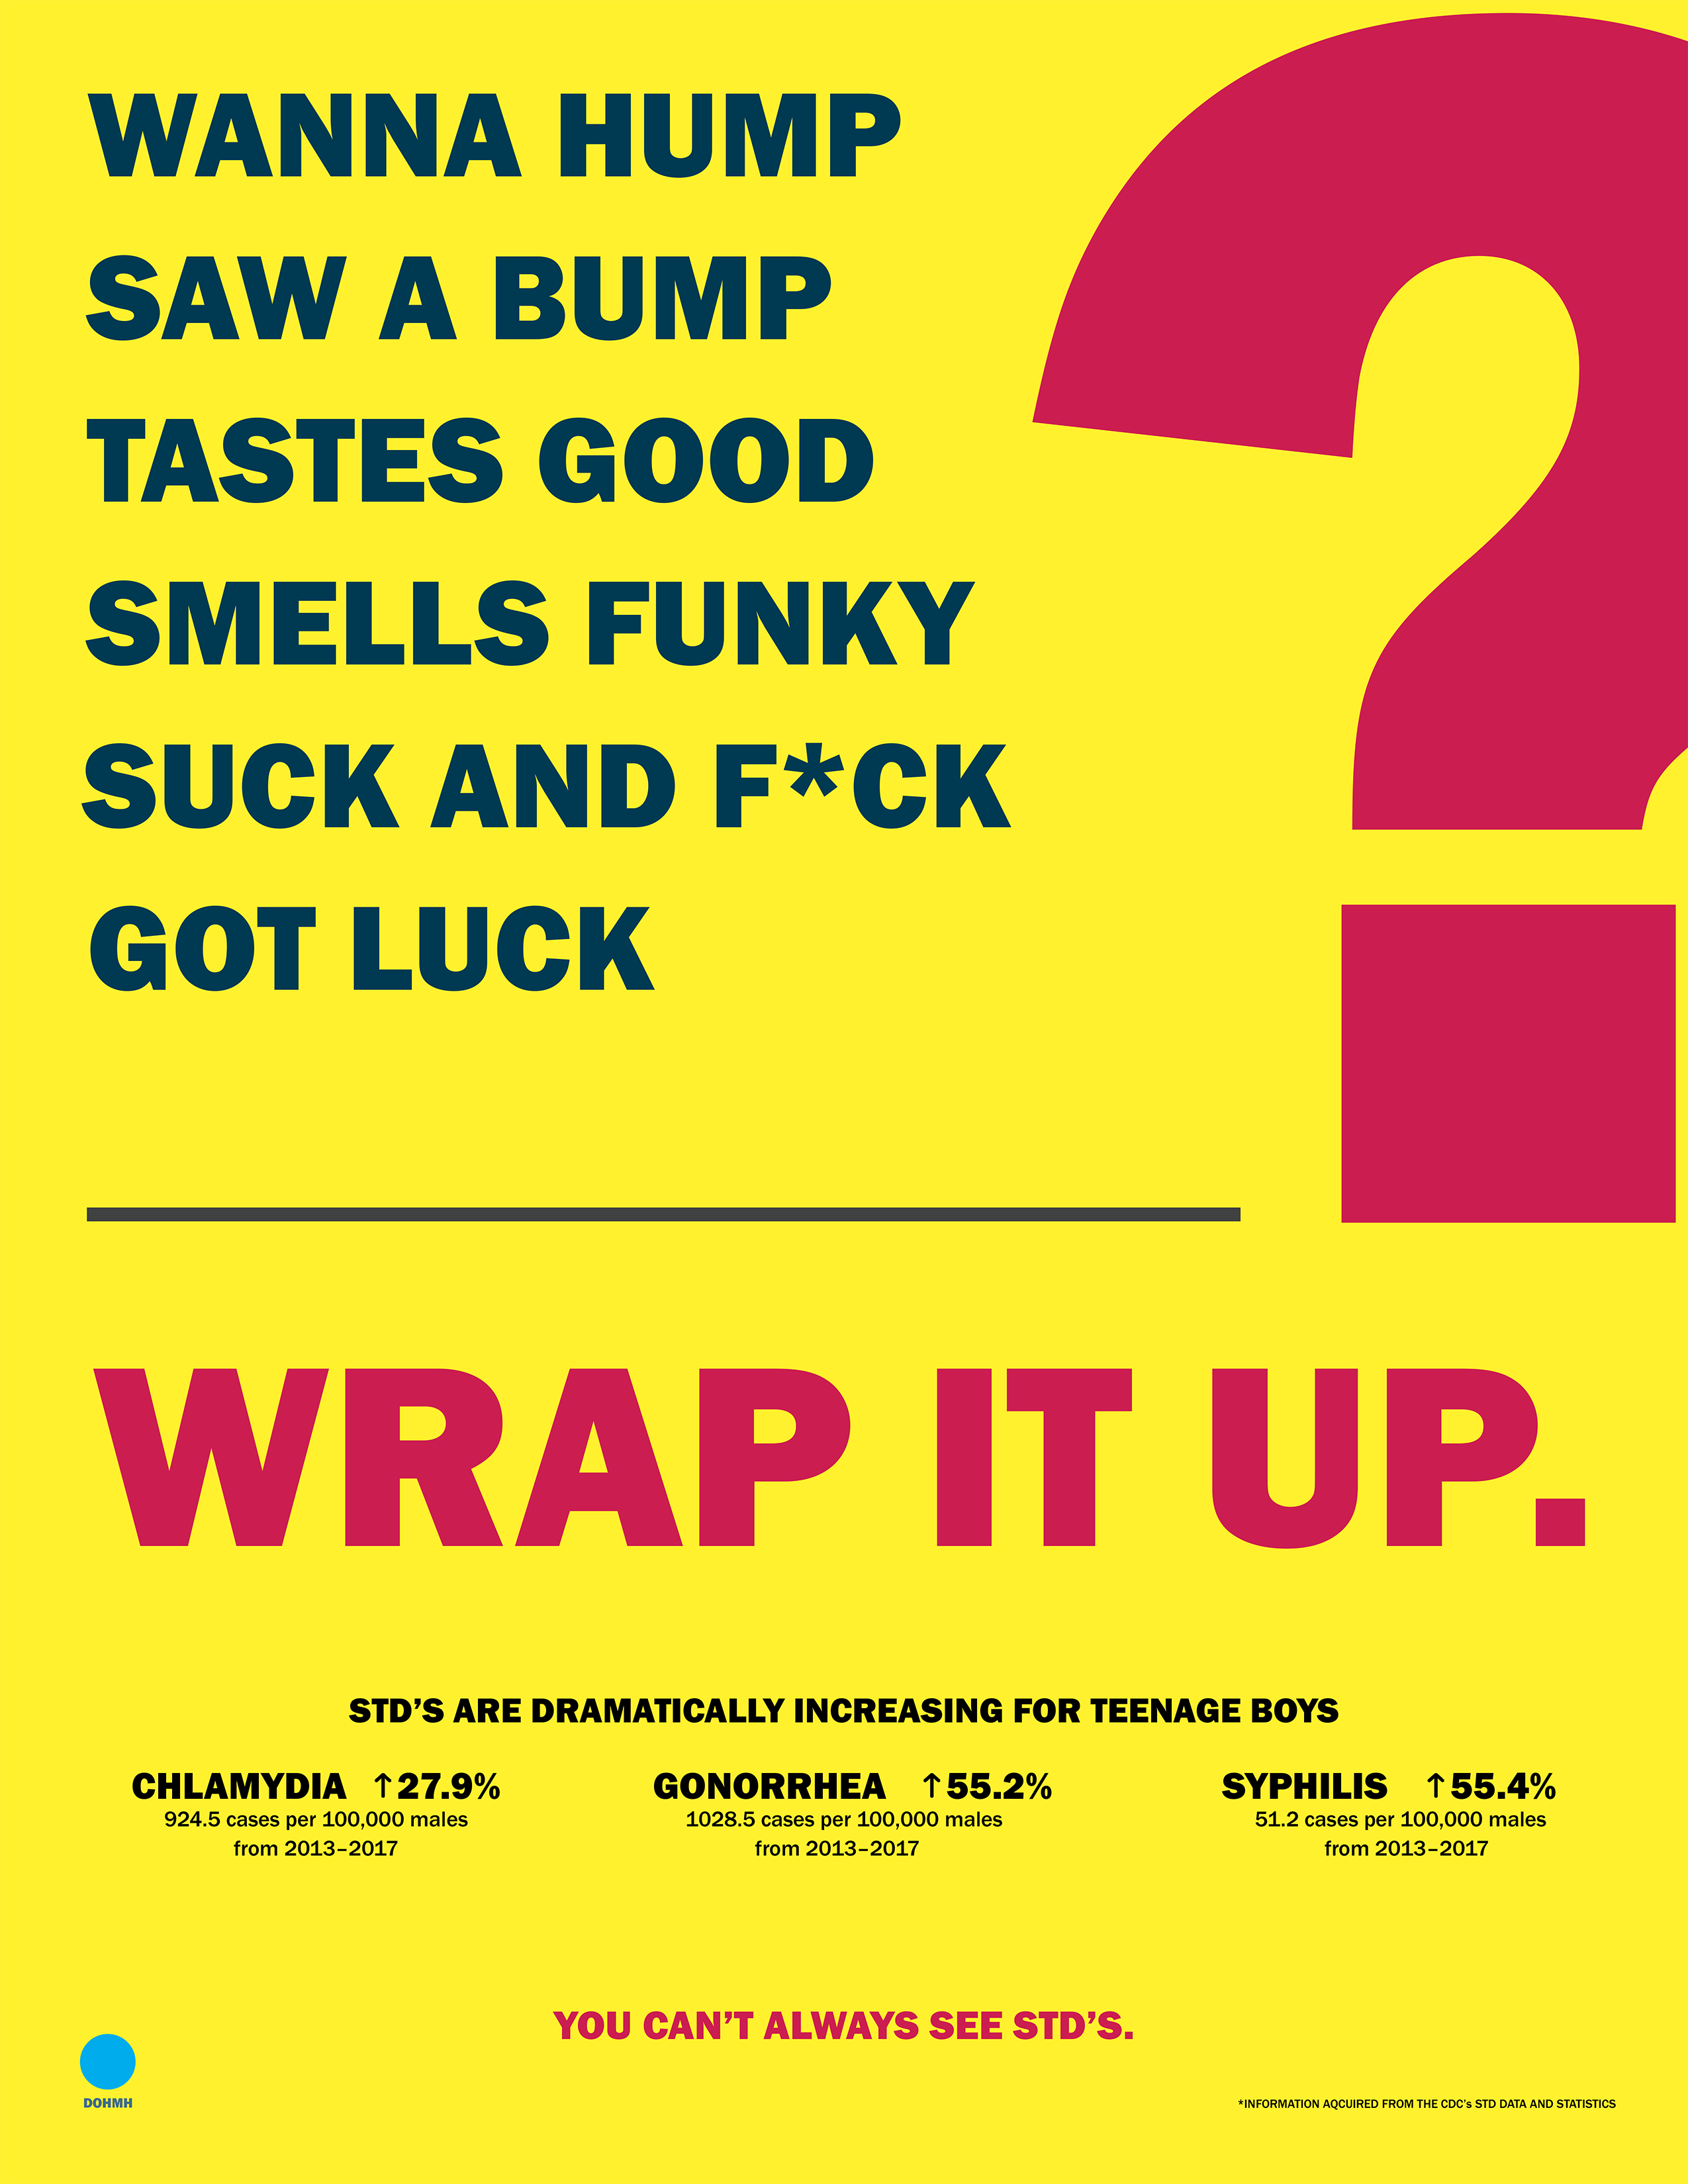 WANNA HUMP
SAW A BUMP
TASTES GOOD
SMELLS FUNKY
SUCK AND F*CK
GOT LUCK
?
WRAP IT UP.
STD'S ARE DRAMATICALLY INCREASING FOR TEENAGE BOYS
CHLAMYDIA ↑27.9%
924.5 cases per 100,000 males
from 2013–2017
GONORRHEA ↑55.2%
1028.5 cases per 100,000 males
from 2013–2017
SYPHILIS ↑55.4%
51.2 cases per 100,000 males
from 2013–2017
YOU CAN'T ALWAYS SEE STD'S.
DOHMH
*INFORMATION AQCUIRED FROM THE CDC's STD DATA AND STATISTICS